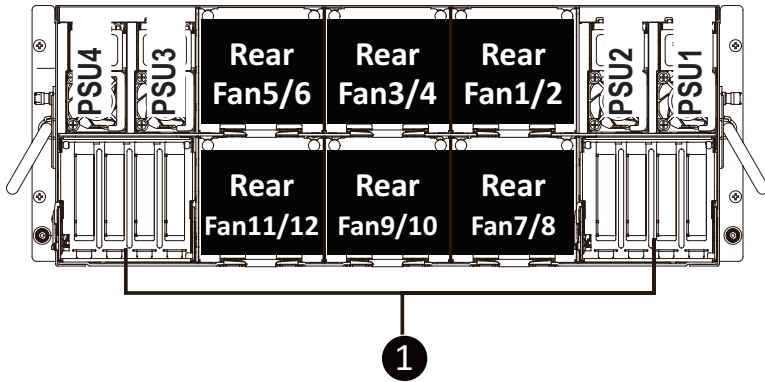 PSU4
PSU3
Rear
Fan5/6
Rear
Fan3/4
Rear
Fan1/2
PSU2
PSU1
Rear
Fan11/12
Rear
Fan9/10
Rear
Fan7/8
1